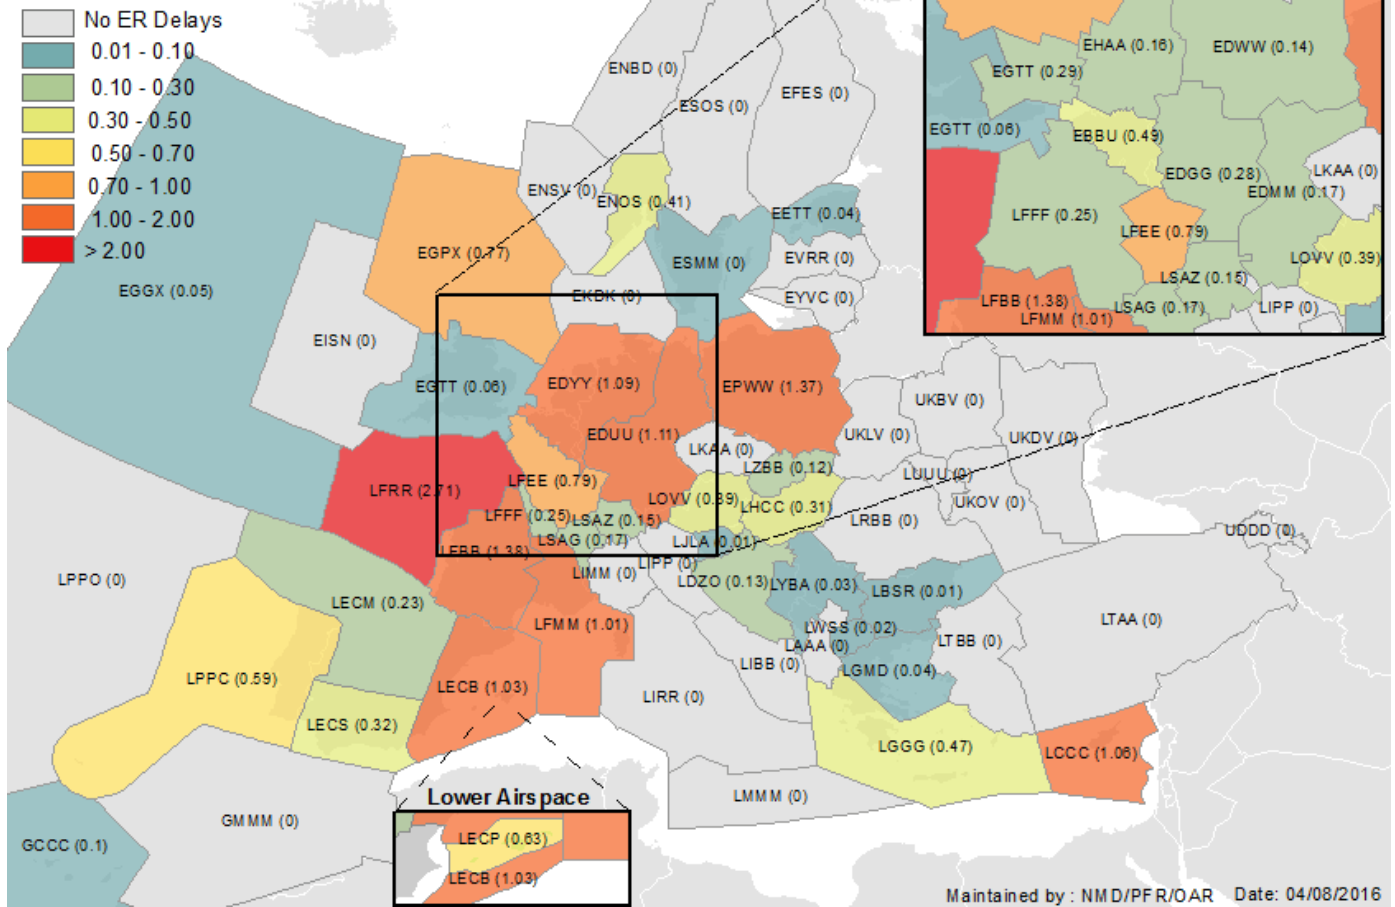 No ER Delays
0.01 - 0.10
0.10 - 0.30
0.30 - 0.50
0.50 - 0.70
0.70 - 1.00
1.00 - 2.00
> 2.00
ENBD (0)
ESOS (0)
EFES (0)
ENSV (0)
ENOS (0.41)
EETT (0.04)
EGPX (0.77)
ESMM (0)
EVRR (0)
EGGX (0.05)
EKDK (0)
EYVC (0)
EISN (0)
EGTT (0.06)
EDYY (1.09)
EPWW (1.37)
UKBV (0)
EDUU (1.11)
UKLV (0)
UKDV (0)
LKAA (0)
LZBB (0.12)
LFRR (2.71)
LFEE (0.79)
LUUU (0)
LOVV (0.39)
LHCC (0.31)
UKOV (0)
LFFF (0.25)
LSAZ (0.15)
LRBB (0)
UDDD (0)
LSAG (0.17)
LJLA (0.01)
LFBB (1.38)
LIPP (0)
LIMM (0)
LPPO (0)
LDZO (0.13)
LYBA (0.03)
LBSR (0.01)
LECM (0.23)
LFMM (1.01)
LWSS (0.02)
LTAA (0)
LAAA (0)
LTBB (0)
LIBB (0)
LGMD (0.04)
LPPC (0.59)
LECB (1.03)
LIRR (0)
LECS (0.32)
LGGG (0.47)
LCCC (1.06)
LMMM (0)
GMMM (0)
GCCC (0.1)
Lower Airspace
LECP (0.63)
LECB (1.03)
EHAA (0.16)
EDWW (0.14)
EGTT (0.29)
EGTT (0.06)
EBBU (0.49)
LKAA (0)
EDGG (0.28)
EDMM (0.17)
LFFF (0.25)
LFEE (0.79)
LOVV (0.39)
LSAZ (0.15)
LFBB (1.38)
LSAG (0.17)
LIPP (0)
LFMM (1.01)
Maintained by : NMD/PFR/OAR Date: 04/08/2016